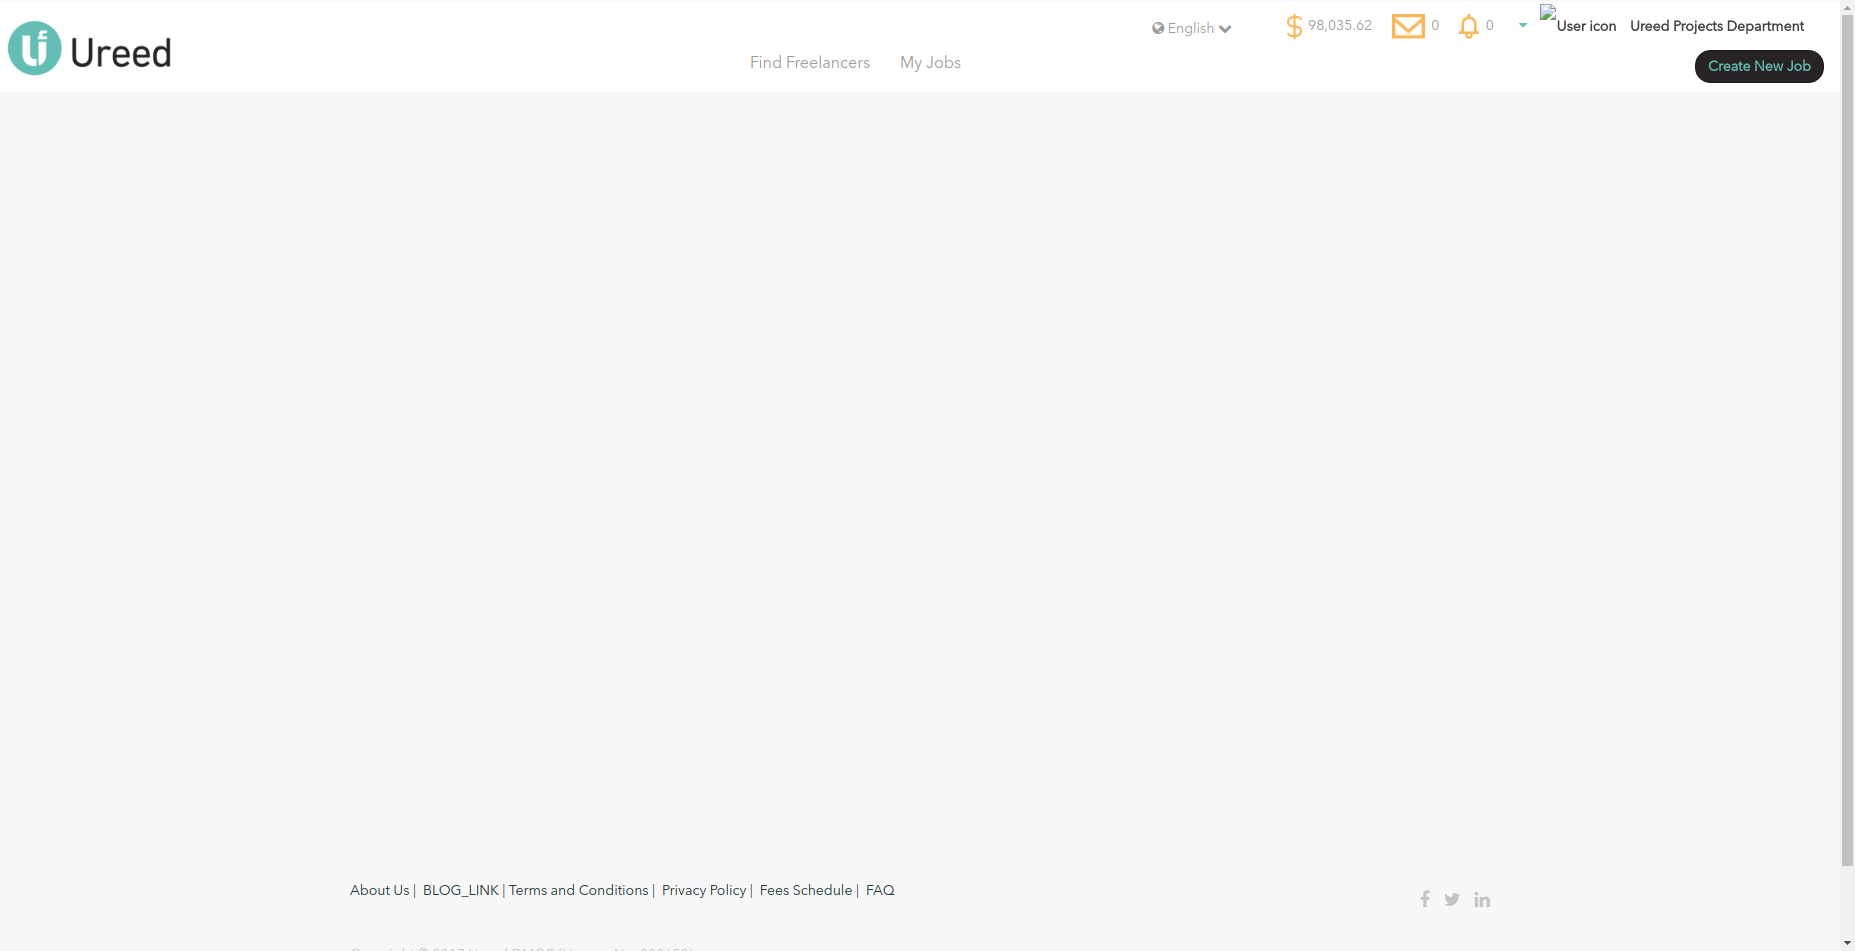 Ureed
English
98,035.62
0
0
User icon
Ureed Projects Department
Find Freelancers
My Jobs
Create New Job
About Us | BLOG_LINK | Terms and Conditions | Privacy Policy | Fees Schedule | FAQ